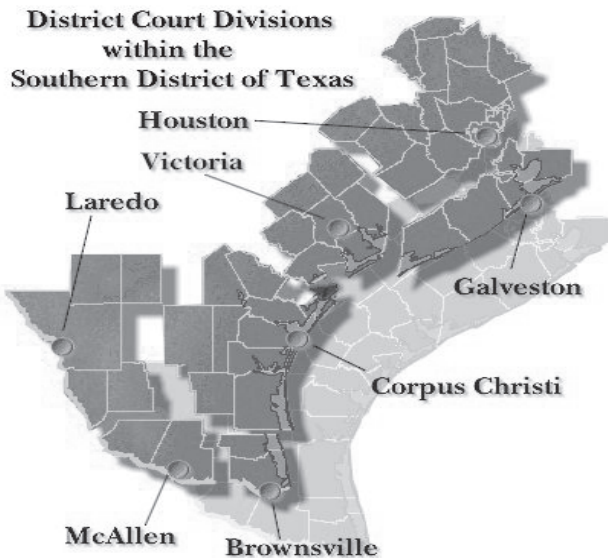 District Court Divisions
within the
Southern District of Texas
Houston
Victoria
Laredo
Galveston
Corpus Christi
McAllen
Brownsville